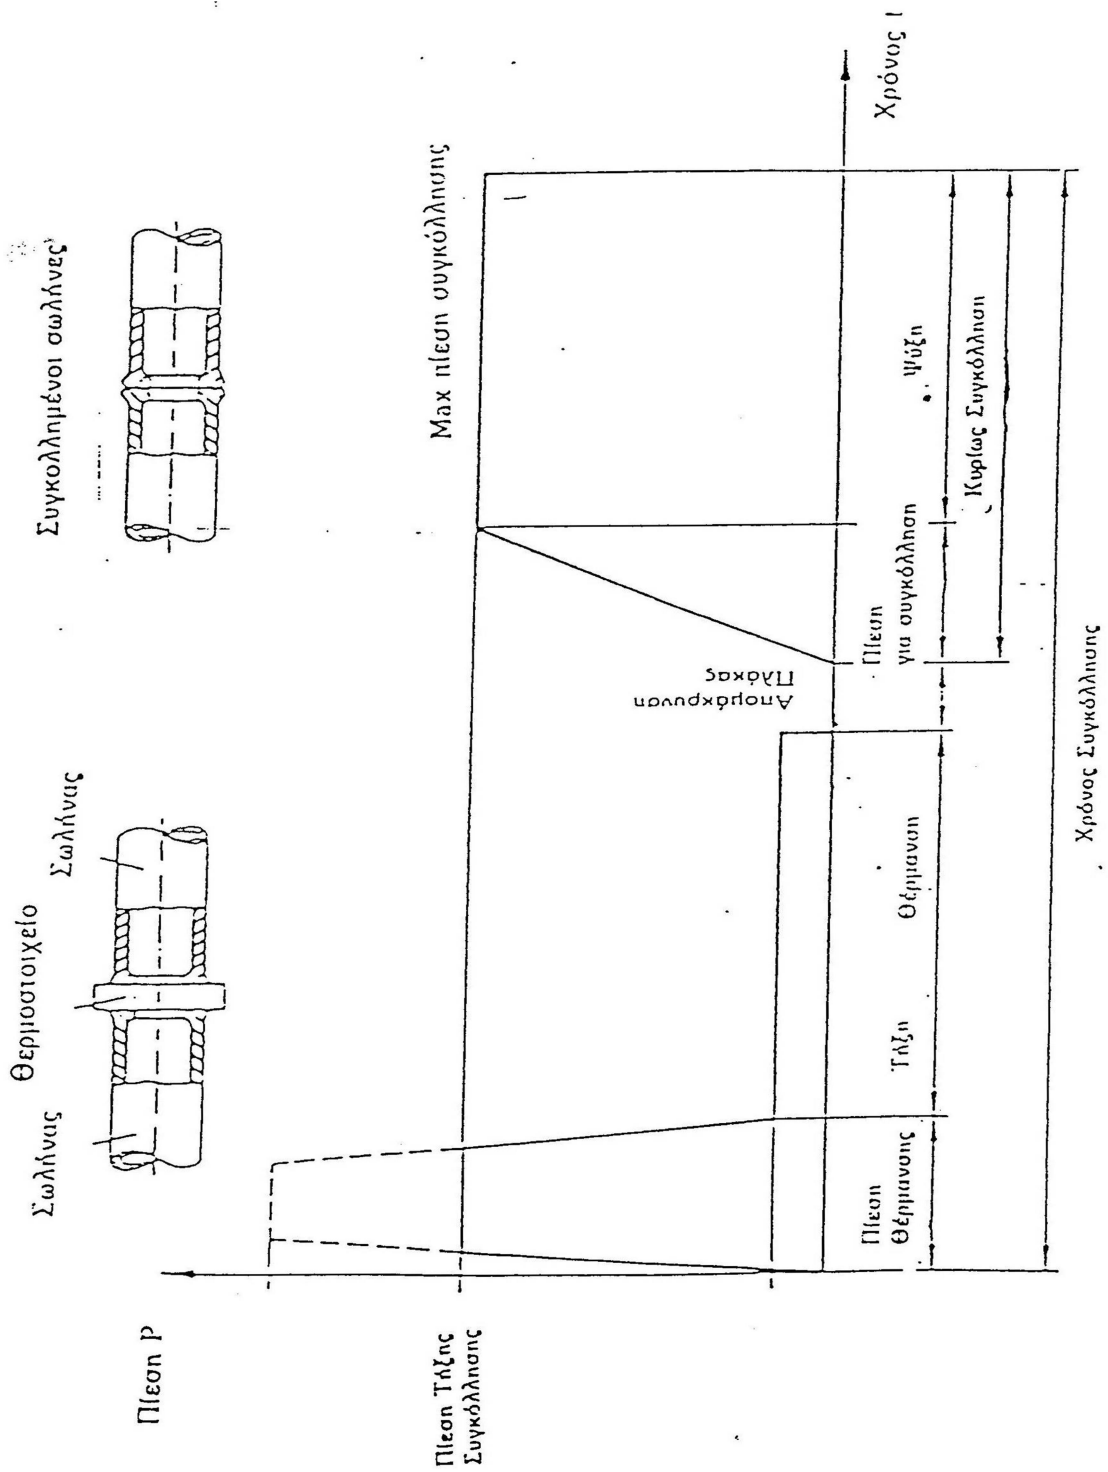 Συγκολλημένοι σωλήνες
Θερμοστοιχείο
Σωλήνας
Σωλήνας
Πίεση P
Max πίεση συγκόλλησης
Πίεση Τήξης
Συγκόλλησης
Απομάκρυνση
Πλάκας
Χρόνος t
Πίεση
Θέρμανσης
Τήξη
Θέρμανση
Πίεση
για συγκόλληση
Ψύξη
Κυρίως Συγκόλληση
Χρόνος Συγκόλλησης